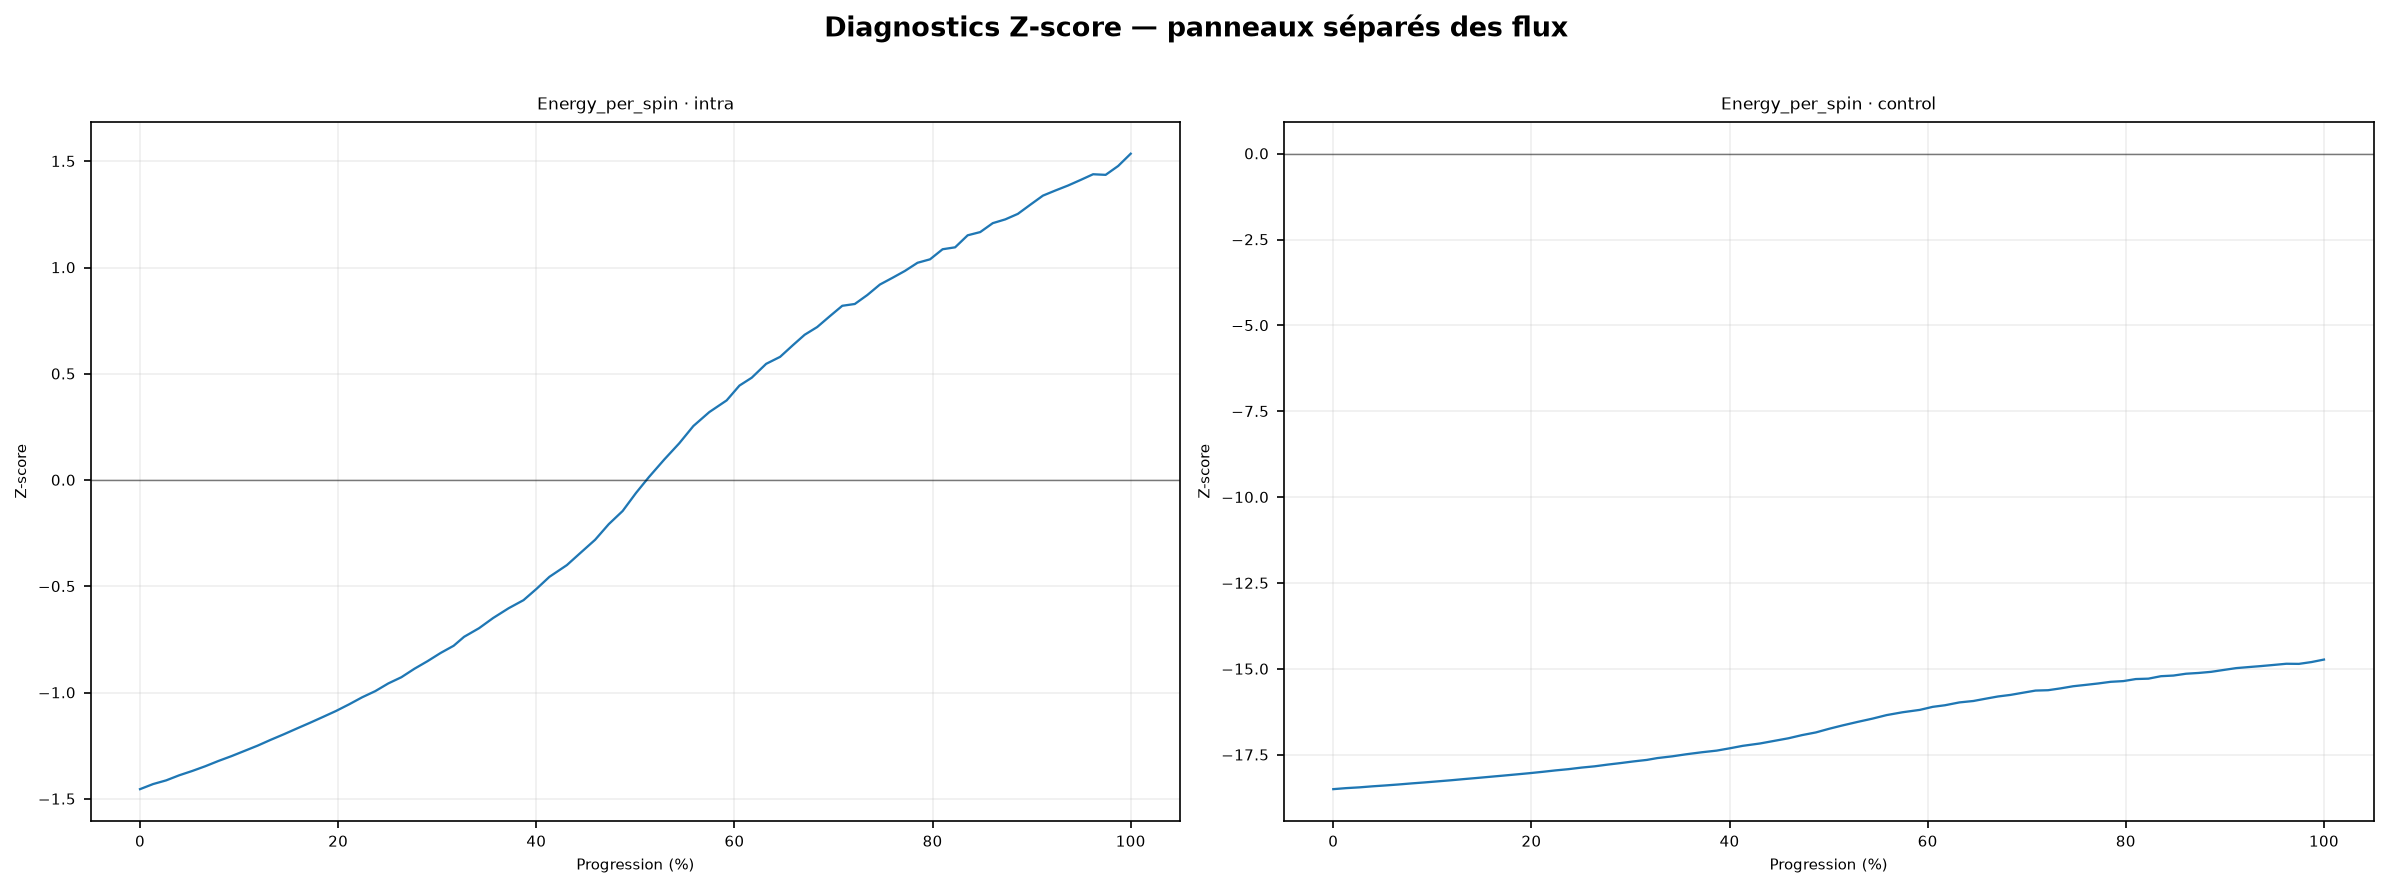 Diagnostics Z-score — panneaux séparés des flux
Energy_per_spin · intra
Z-score
1.5
1.0
0.5
0.0
−0.5
−1.0
−1.5
0 20 40 60 80 100
Progression (%)
Energy_per_spin · control
Z-score
0.0
−2.5
−5.0
−7.5
−10.0
−12.5
−15.0
−17.5
0 20 40 60 80 100
Progression (%)